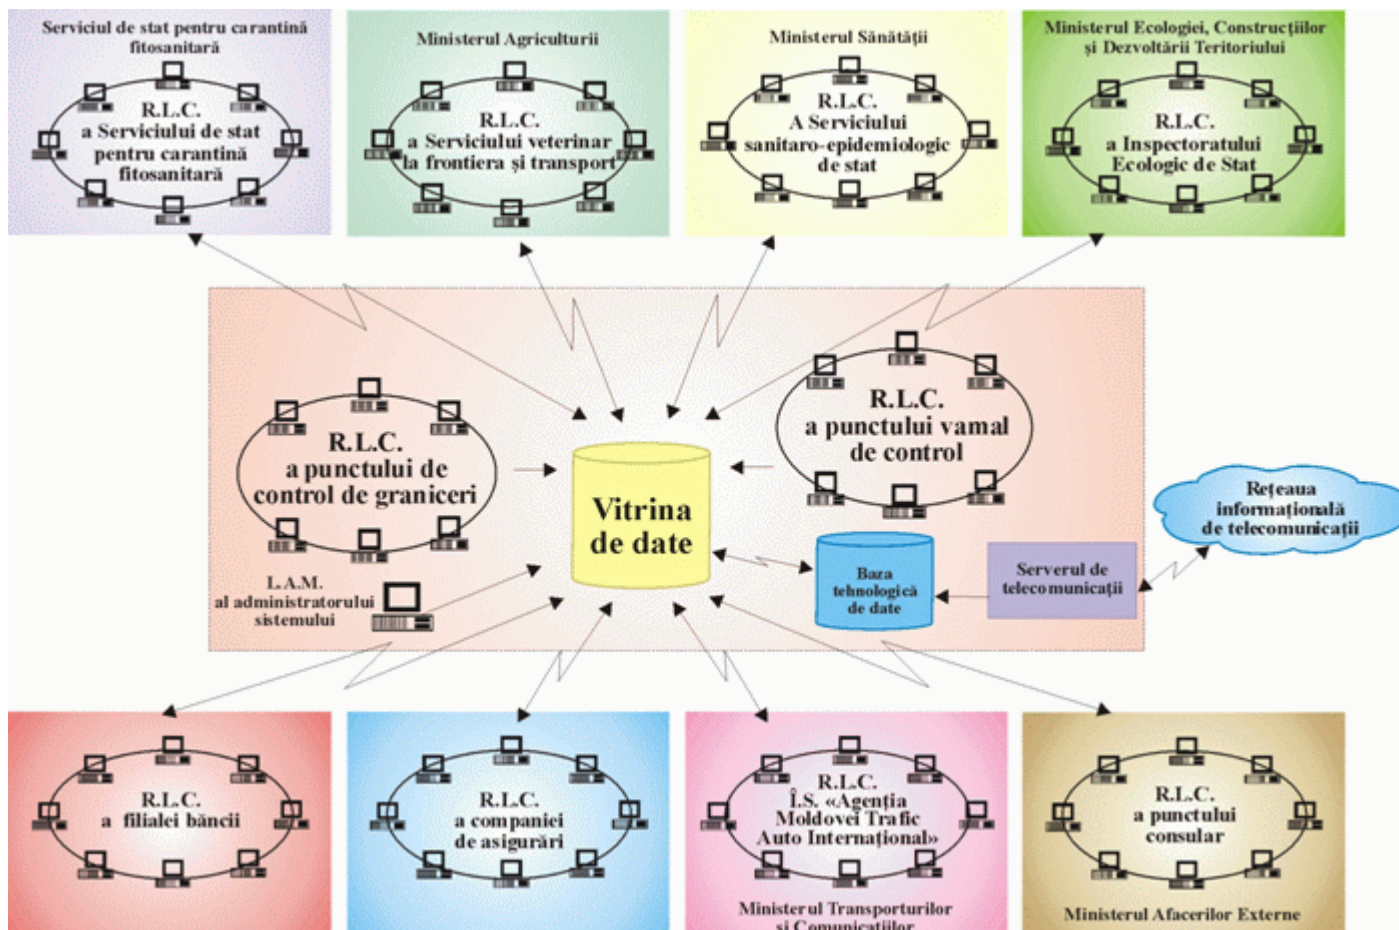 Serviciul de stat pentru carantină
fitosanitară
R.L.C.
a Serviciului de stat
pentru carantină
fitosanitară
Ministerul Agriculturii
R.L.C.
a Serviciului veterinar
la frontiera și transport
Ministerul Sănătății
R.L.C.
A Serviciului
sanitaro-epidemiologic
de stat
Ministerul Ecologiei, Construcțiilor
și Dezvoltării Teritoriului
R.L.C.
a Inspectoratului
Ecologic de Stat
R.L.C.
a punctului de
control de graniceri
Vitrina
de date
R.L.C.
a punctului vamal
de control
Rețeaua
informațională
de telecomunicații
L.A.M.
al administratorului
sistemului
Baza
tehnologică
de date
Serverul de
telecomunicații
R.L.C.
a filialei băncii
R.L.C.
a companiei
de asigurări
R.L.C.
Î.S. «Agenția
Moldovei Trafic
Auto Internațional»
Ministerul Transporturilor
și Comunicațiilor
R.L.C.
a punctului
consular
Ministerul Afacerilor Externe